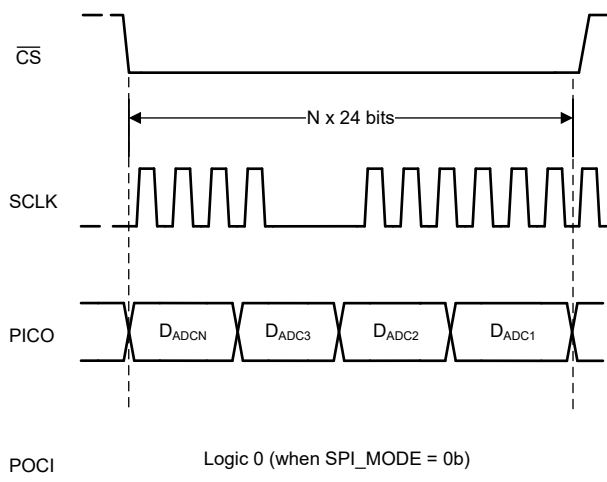 CS
N x 24 bits
SCLK
PICO
DADCN
DADC3
DADC2
DADC1
POCI
Logic 0 (when SPI_MODE = 0b)